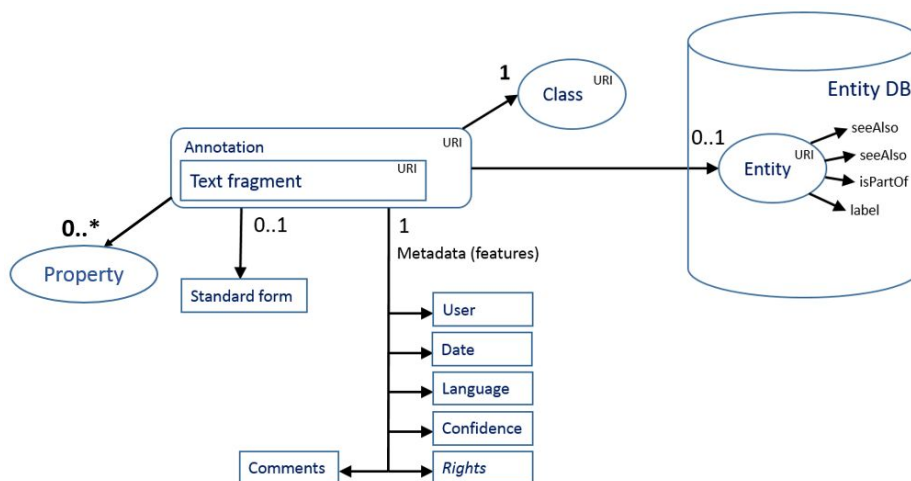 1
Class
URI
Entity DB
Annotation
URI
Text fragment
URI
0..1
Entity
URI
seeAlso
seeAlso
isPartOf
label
0..*
0..1
1
Metadata (features)
Property
Standard form
User
Date
Language
Confidence
Comments
Rights